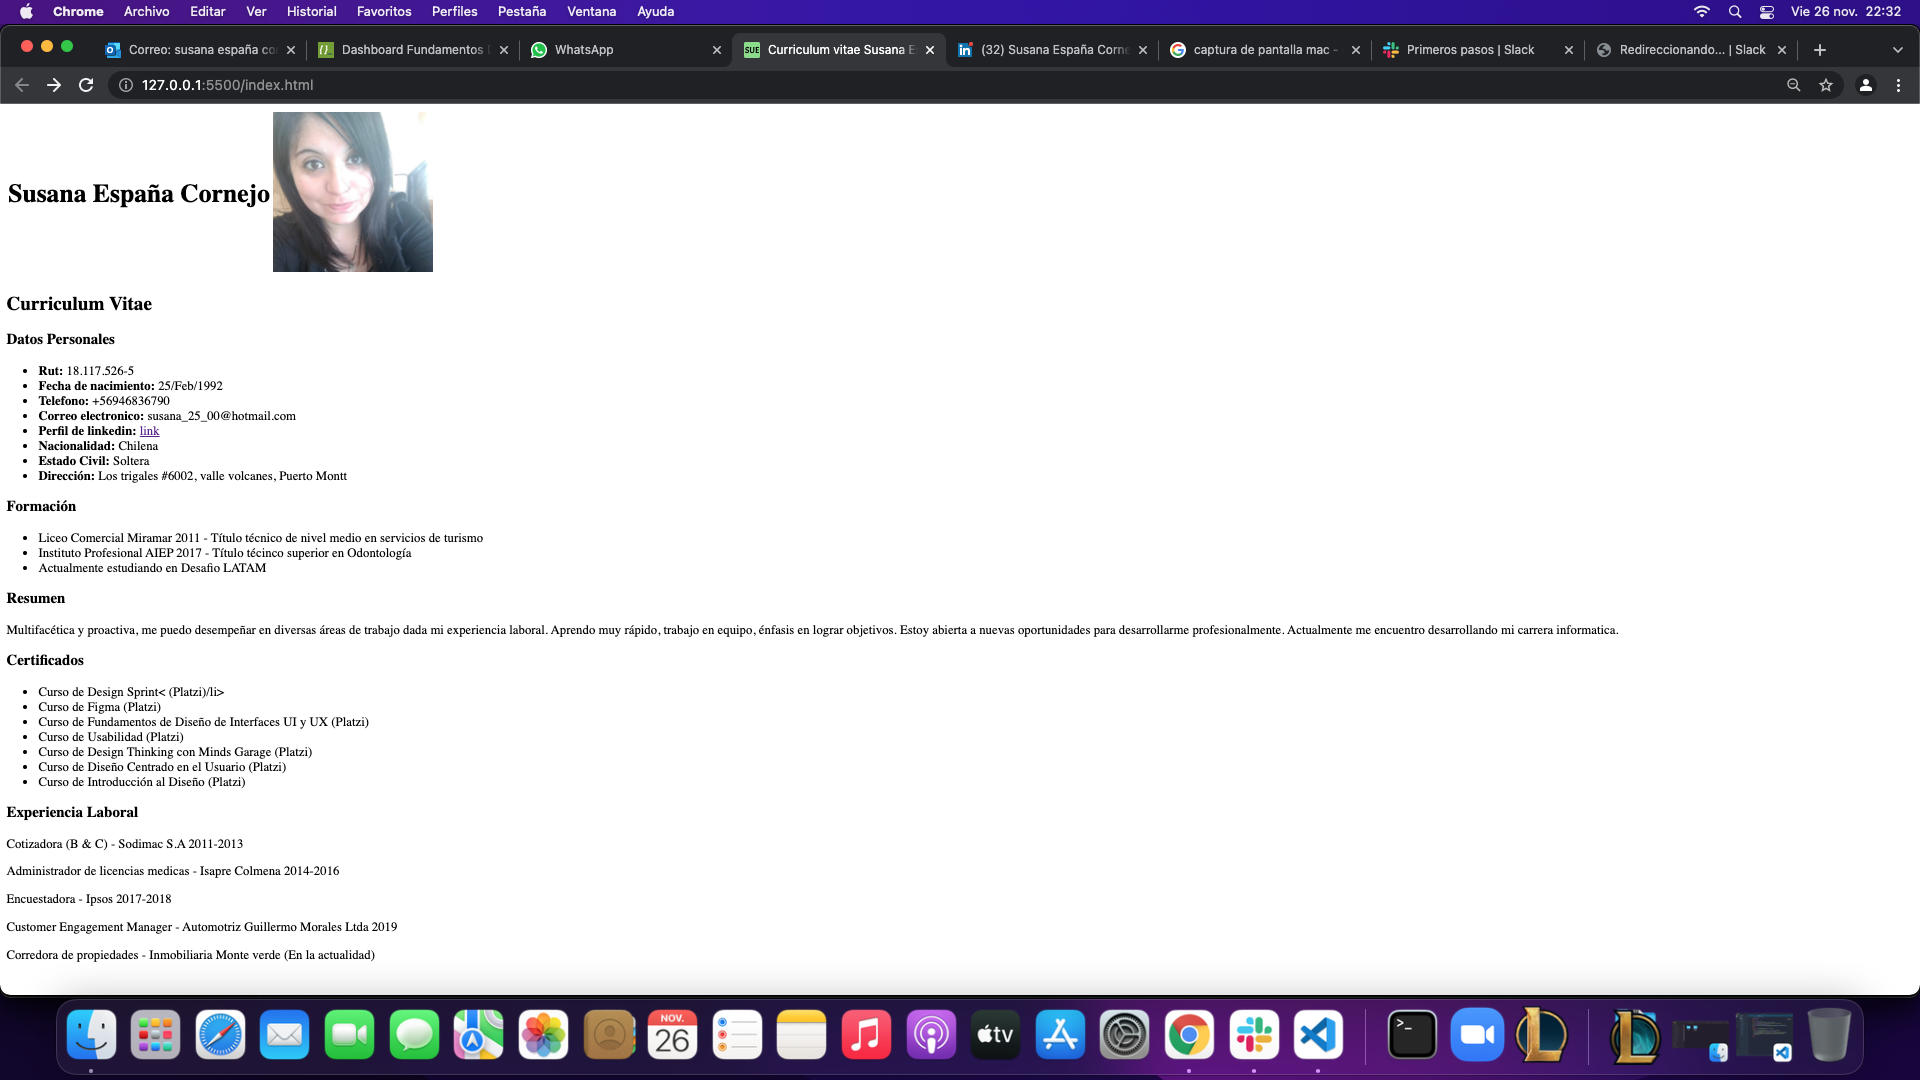 Chrome Archivo Editar Ver Historial Favoritos Perfiles Pestaña Ventana Ayuda Vie 26 nov. 22:32
Correo: susana españa co Dashboard Fundamentos WhatsApp SUE Curriculum vitae Susana E (32) Susana España Corne captura de pantalla mac - Primeros pasos | Slack Redireccionando... | Slack
127.0.0.1:5500/index.html
Susana España Cornejo
Curriculum Vitae
Datos Personales
Rut: 18.117.526-5
Fecha de nacimiento: 25/Feb/1992
Telefono: +56946836790
Correo electronico: susana_25_00@hotmail.com
Perfil de linkedin: link
Nacionalidad: Chilena
Estado Civil: Soltera
Dirección: Los trigales #6002, valle volcanes, Puerto Montt
Formación
Liceo Comercial Miramar 2011 - Título técnico de nivel medio en servicios de turismo
Instituto Profesional AIEP 2017 - Título técinco superior en Odontología
Actualmente estudiando en Desafio LATAM
Resumen
Multifacética y proactiva, me puedo desempeñar en diversas áreas de trabajo dada mi experiencia laboral. Aprendo muy rápido, trabajo en equipo, énfasis en lograr objetivos. Estoy abierta a nuevas oportunidades para desarrollarme profesionalmente. Actualmente me encuentro desarrollando mi carrera informatica.
Certificados
Curso de Design Sprint< (Platzi)/li>
Curso de Figma (Platzi)
Curso de Fundamentos de Diseño de Interfaces UI y UX (Platzi)
Curso de Usabilidad (Platzi)
Curso de Design Thinking con Minds Garage (Platzi)
Curso de Diseño Centrado en el Usuario (Platzi)
Curso de Introducción al Diseño (Platzi)
Experiencia Laboral
Cotizadora (B & C) - Sodimac S.A 2011-2013
Administrador de licencias medicas - Isapre Colmena 2014-2016
Encuestadora - Ipsos 2017-2018
Customer Engagement Manager - Automotriz Guillermo Morales Ltda 2019
Corredora de propiedades - Inmobiliaria Monte verde (En la actualidad)
NOV.
26
tv